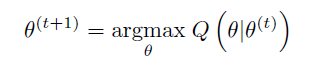 θ^{(t+1)} = argmax_θ Q (θ|θ^{(t)})